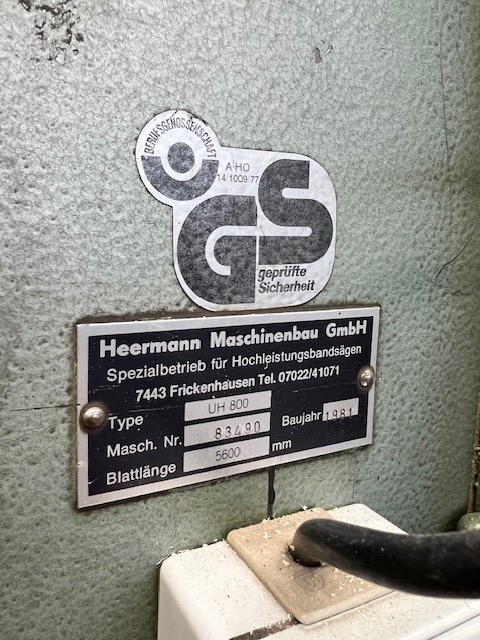 BERUFSGENOSSENSCHAFT
A·HO
14 1009 77
GS
geprüfte
Sicherheit
Heermann Maschinenbau GmbH
Spezialbetrieb für Hochleistungsbandsägen
7443 Frickenhausen Tel. 07022/41071
Type UH 800
Masch. Nr. 83490 Baujahr 1981
Blattlänge 5600 mm